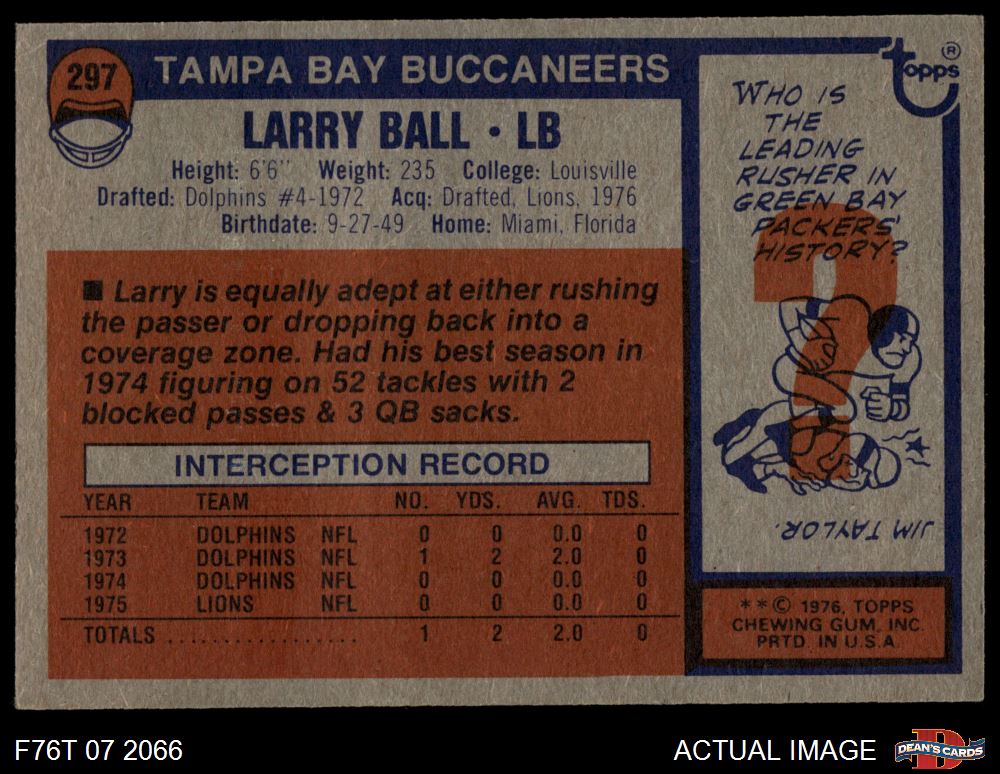 297
TAMPA BAY BUCCANEERS
LARRY BALL • LB
Height: 6'6" Weight: 235 College: Louisville
Drafted: Dolphins #4-1972 Acq: Drafted, Lions, 1976
Birthdate: 9-27-49 Home: Miami, Florida
■ Larry is equally adept at either rushing
the passer or dropping back into a
coverage zone. Had his best season in
1974 figuring on 52 tackles with 2
blocked passes & 3 QB sacks.
INTERCEPTION RECORD
YEAR TEAM NO. YDS. AVG. TDS.
1972 DOLPHINS NFL 0 0 0.0 0
1973 DOLPHINS NFL 1 2 2.0 0
1974 DOLPHINS NFL 0 0 0.0 0
1975 LIONS NFL 0 0 0.0 0
TOTALS ................. 1 2 2.0 0
topps ®
WHO IS
THE
LEADING
RUSHER IN
GREEN BAY
PACKERS'
HISTORY?
?
JIM TAYLOR.
* * © 1976, TOPPS
CHEWING GUM, INC.
PRTD. IN U.S.A.
F76T 07 2066
ACTUAL IMAGE
D
DEAN'S CARDS